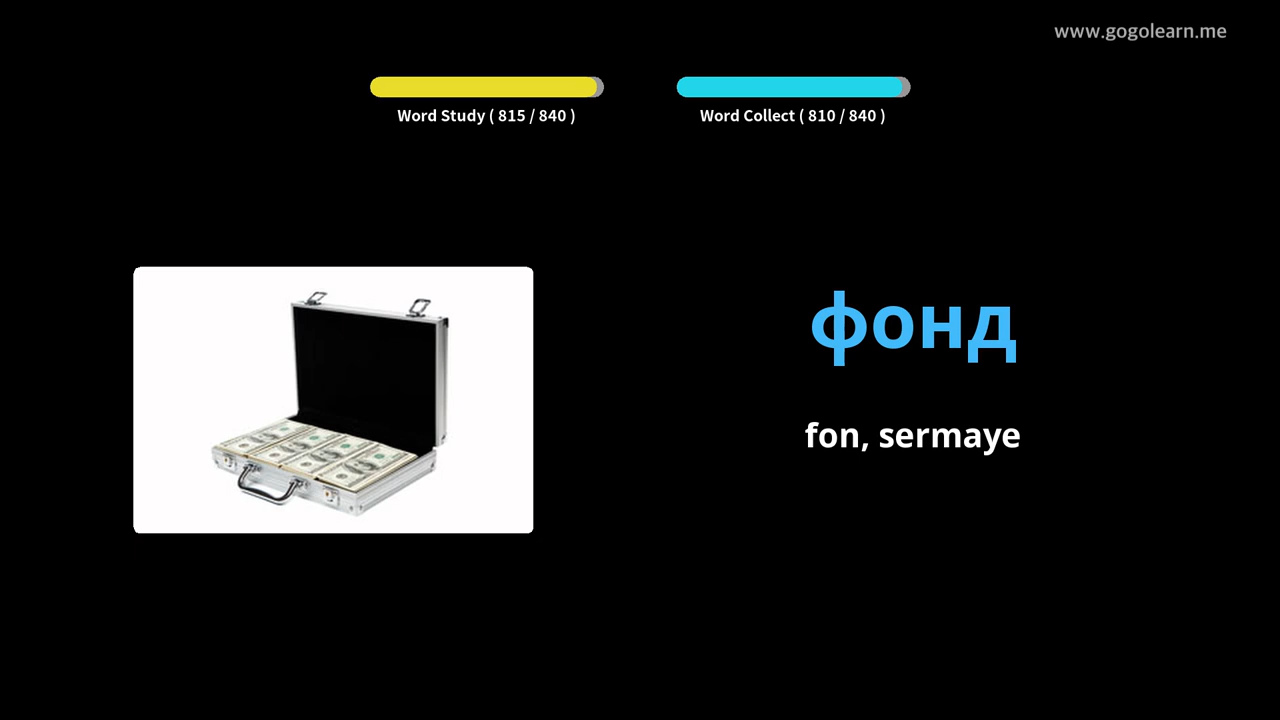 www.gogolearn.me
Word Study ( 815 / 840 )
Word Collect ( 810 / 840 )
фонд
fon, sermaye